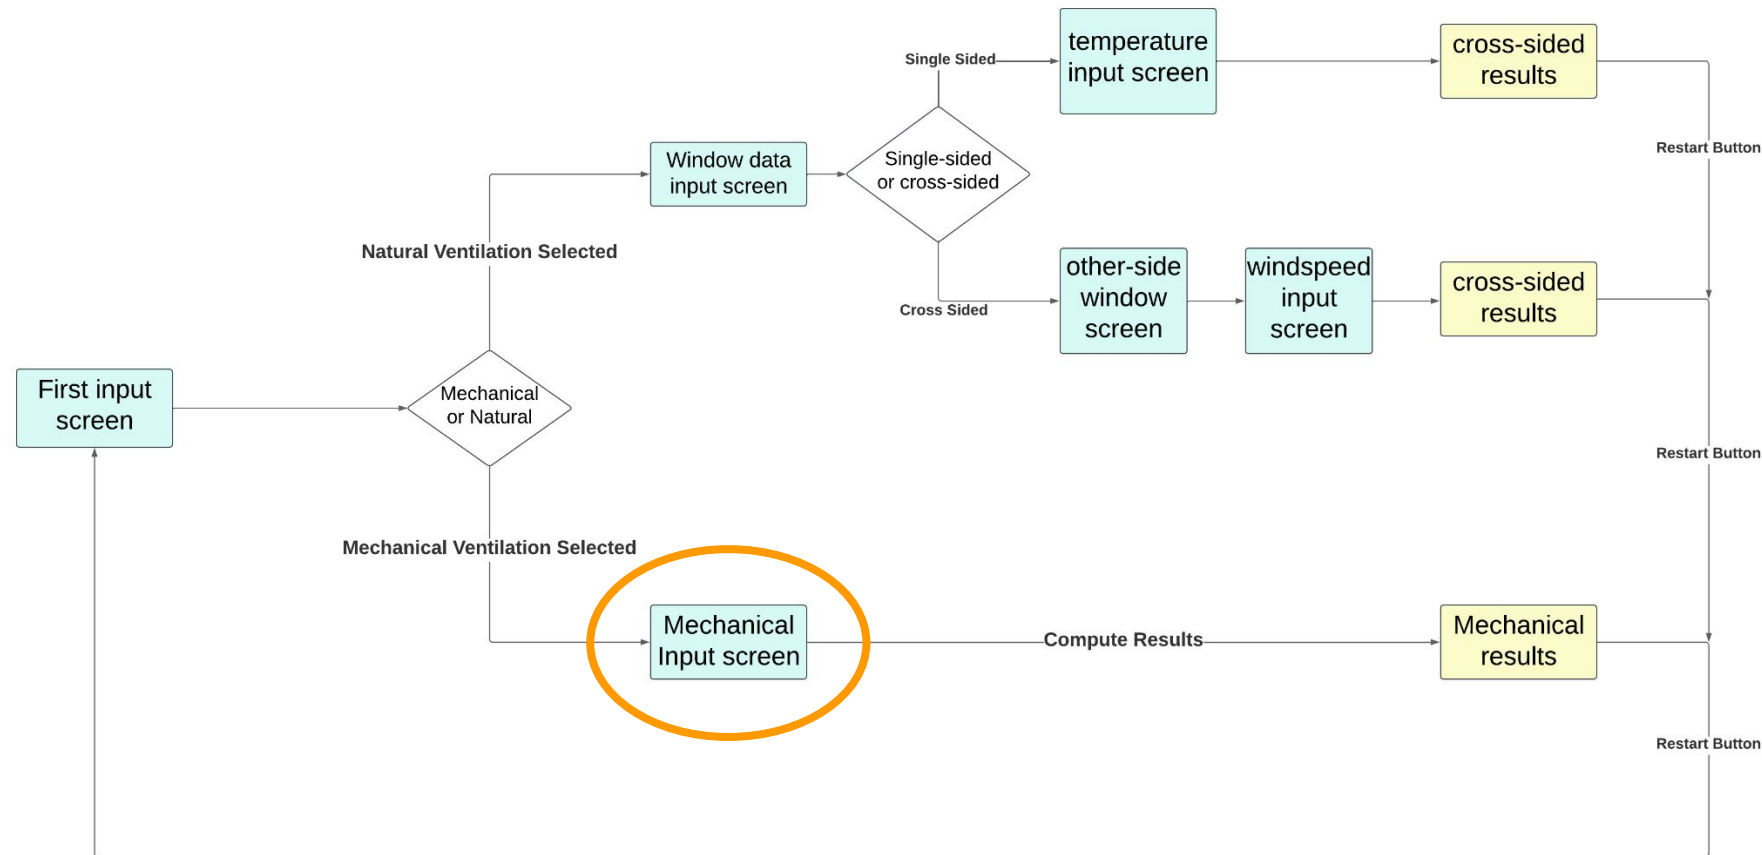 temperature
input screen
cross-sided
results
Single Sided
Restart Button
Window data
input screen
Single-sided
or cross-sided
Natural Ventilation Selected
other-side
window
screen
windspeed
input
screen
cross-sided
results
Cross Sided
First input
screen
Mechanical
or Natural
Restart Button
Mechanical Ventilation Selected
Mechanical
Input screen
Compute Results
Mechanical
results
Restart Button